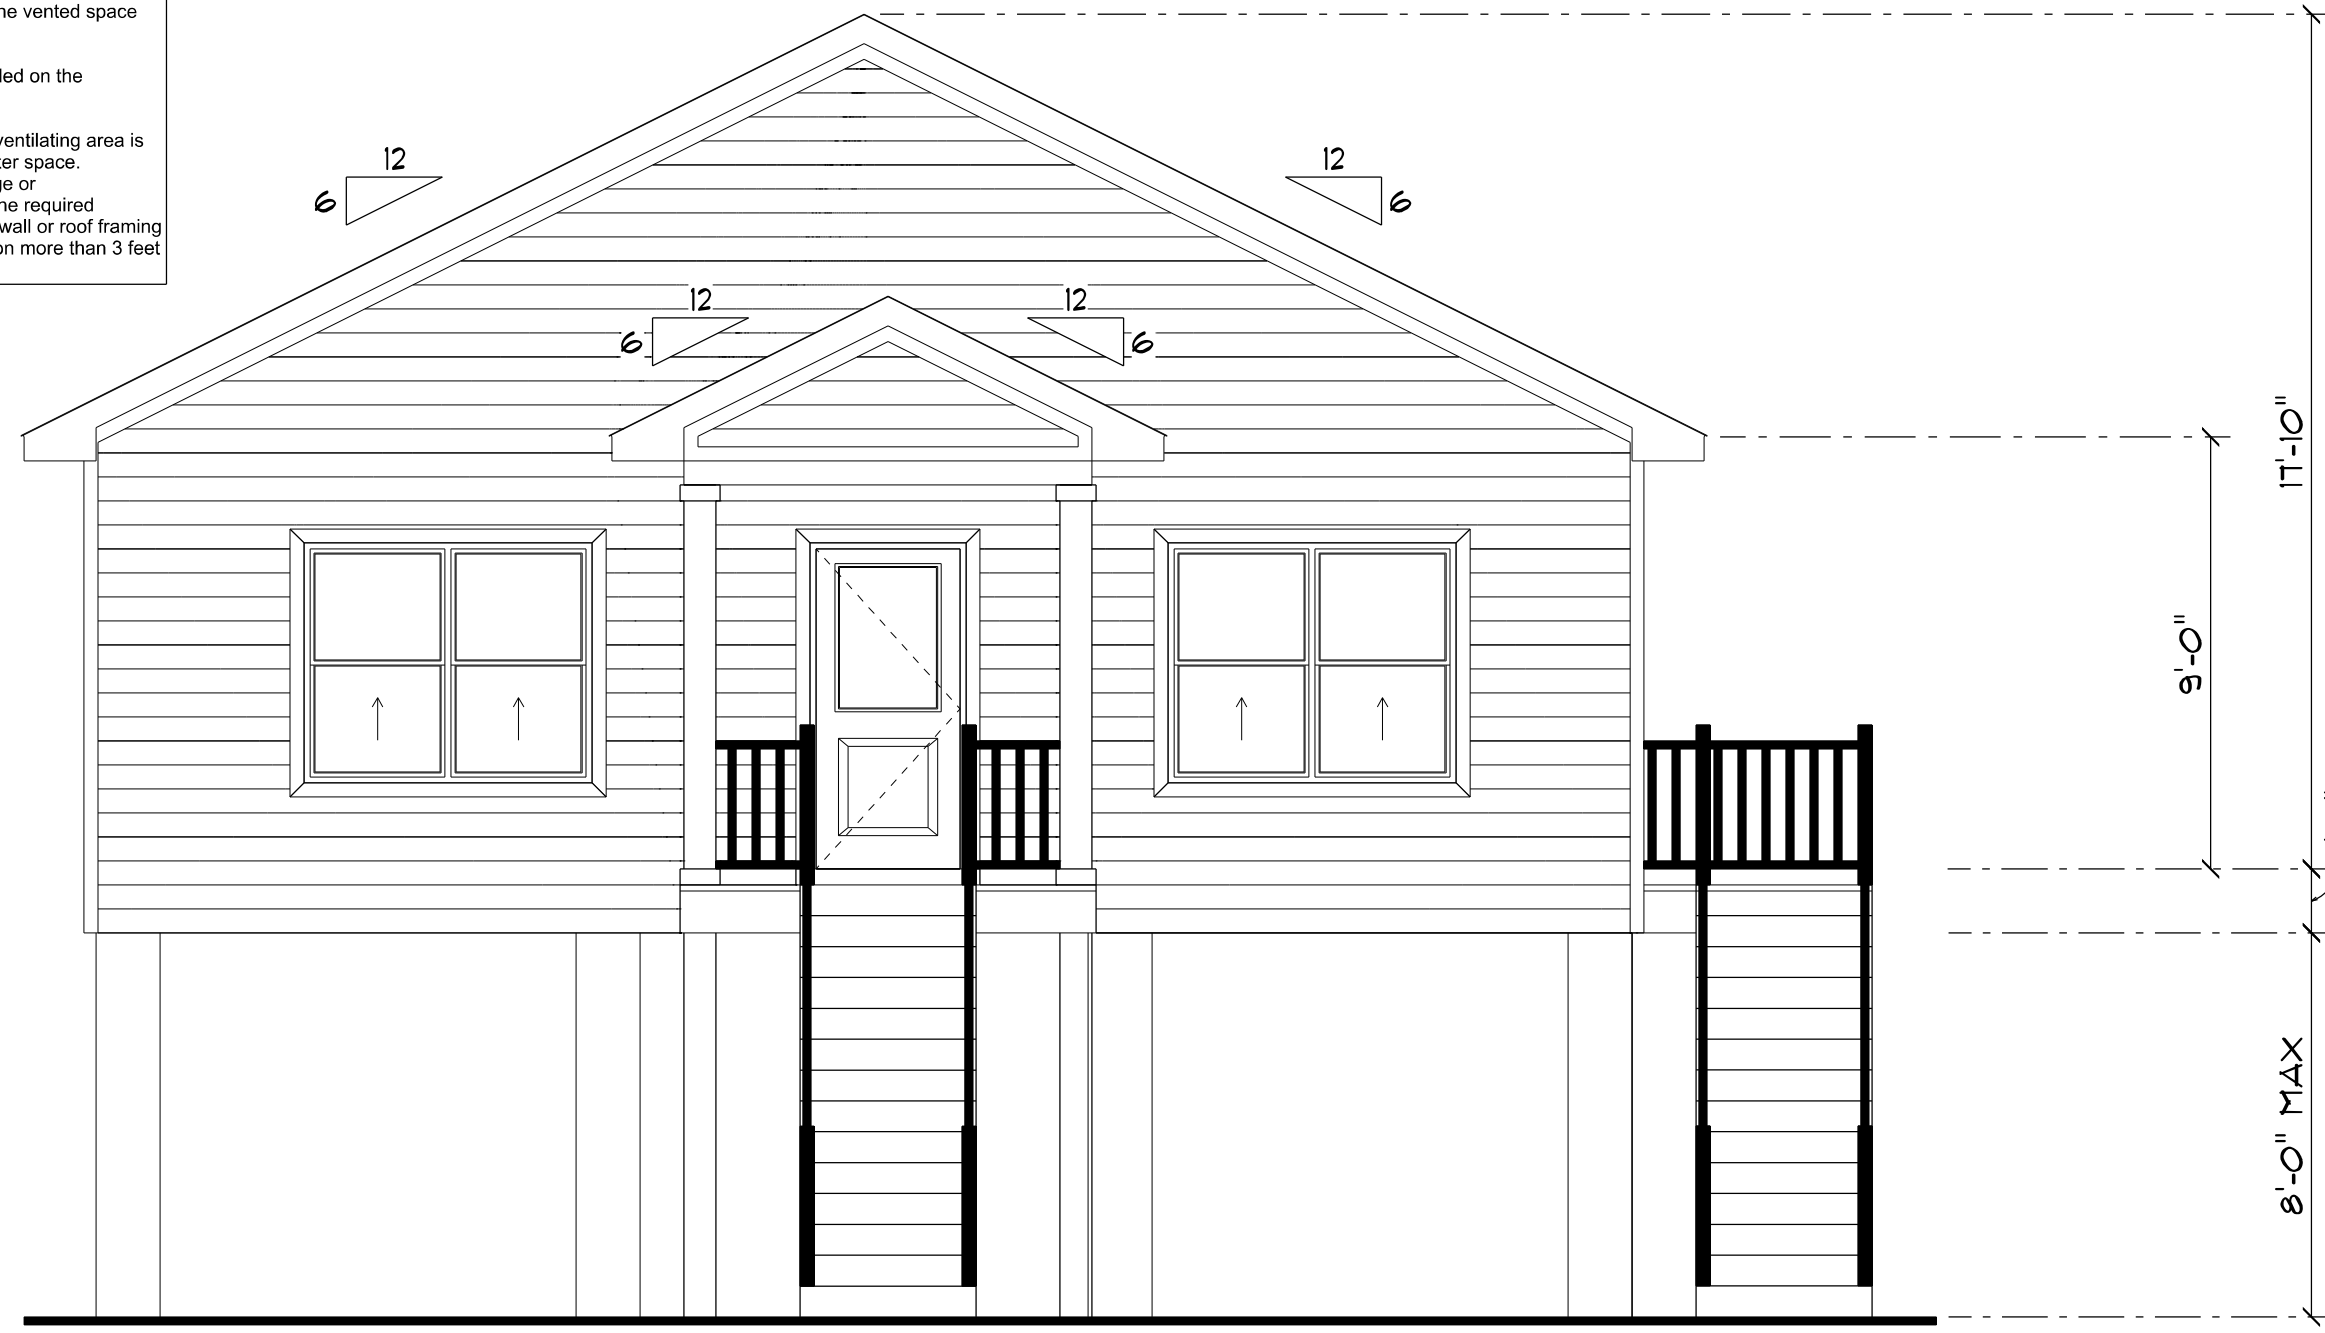 he vented space
led on the
ventilating area is
ter space.
ge or
he required
wall or roof framing
on more than 3 feet
12
6
12
6
12
6
12
6
17'-10"
9'-0"
8'-0" MAX